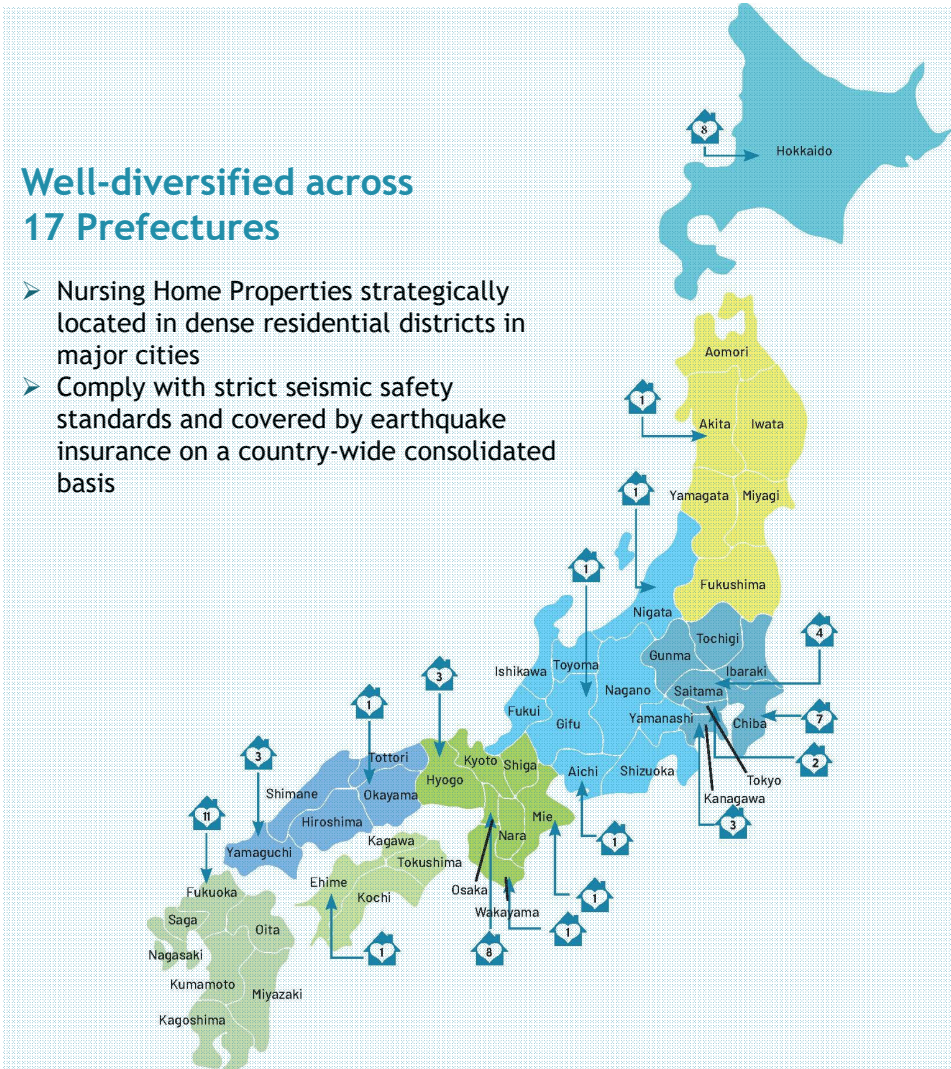 Well-diversified across
17 Prefectures
➢ Nursing Home Properties strategically
located in dense residential districts in
major cities
➢ Comply with strict seismic safety
standards and covered by earthquake
insurance on a country-wide consolidated
basis
8
Hokkaido
Aomori
1
Akita
Iwata
1
Yamagata
Miyagi
1
Fukushima
Nigata
4
Tochigi
Gunma
Ibaraki
Ishikawa
Toyoma
3
Nagano
Saitama
1
Fukui
Gifu
Yamanashi
Chiba
7
3
Tottori
Kyoto
Shiga
2
Hyogo
Aichi
Shizuoka
Tokyo
Shimane
Okayama
Kanagawa
11
Hiroshima
Mie
3
Nara
Kagawa
1
Yamaguchi
Tokushima
Ehime
Osaka
Fukuoka
Kochi
1
Saga
Wakayama
Oita
1
1
8
Nagasaki
Kumamoto
Miyazaki
Kagoshima